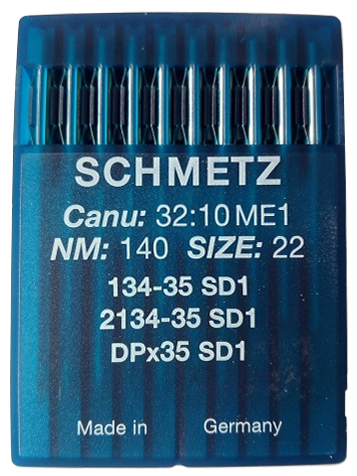 SCHMETZ
Canu: 32:10 ME1
NM: 140 SIZE: 22
134-35 SD1
2134-35 SD1
DPx35 SD1
Made in Germany